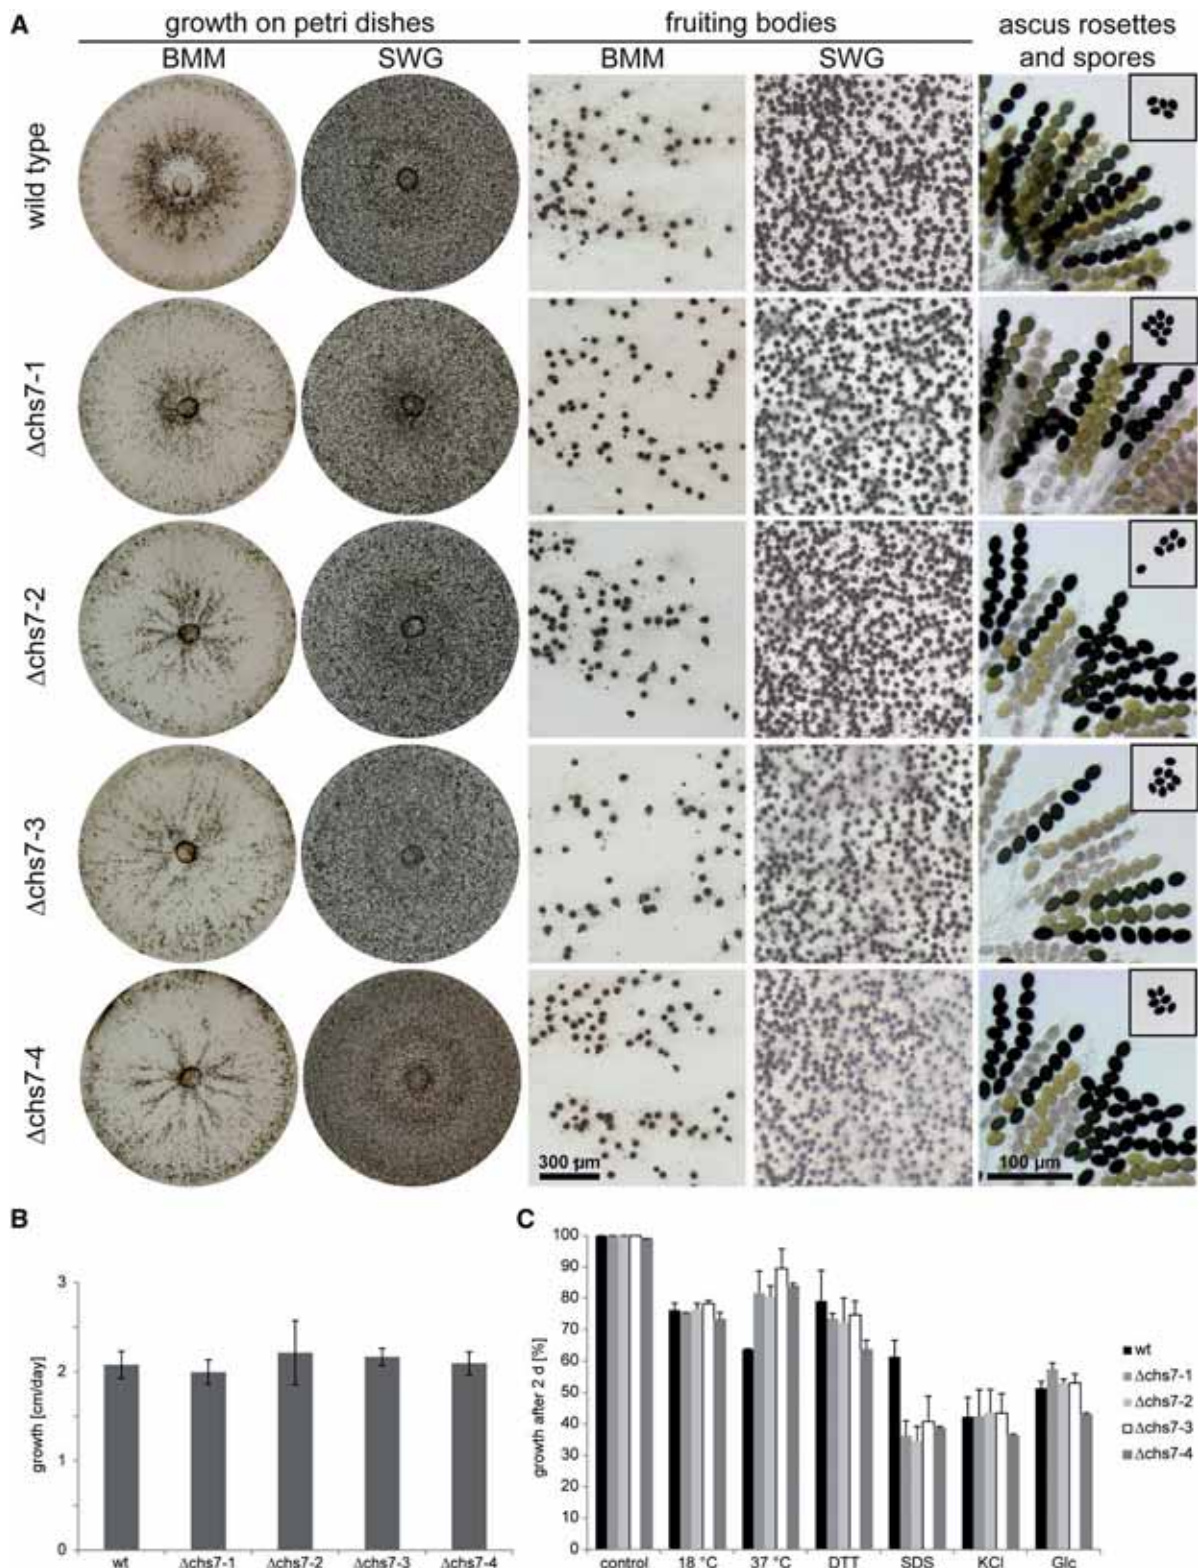 A
growth on petri dishes
fruiting bodies
ascus rosettes
and spores
BMM
SWG
BMM
SWG
wild type
Δchs7-1
Δchs7-2
Δchs7-3
Δchs7-4
300 µm
100 µm
B
growth [cm/day]
3
2
1
0
wt
Δchs7-1
Δchs7-2
Δchs7-3
Δchs7-4
C
growth after 2 d [%]
100
90
80
70
60
50
40
30
20
10
0
control
18 °C
37 °C
DTT
SDS
KCl
Glc
wt
Δchs7-1
Δchs7-2
Δchs7-3
Δchs7-4